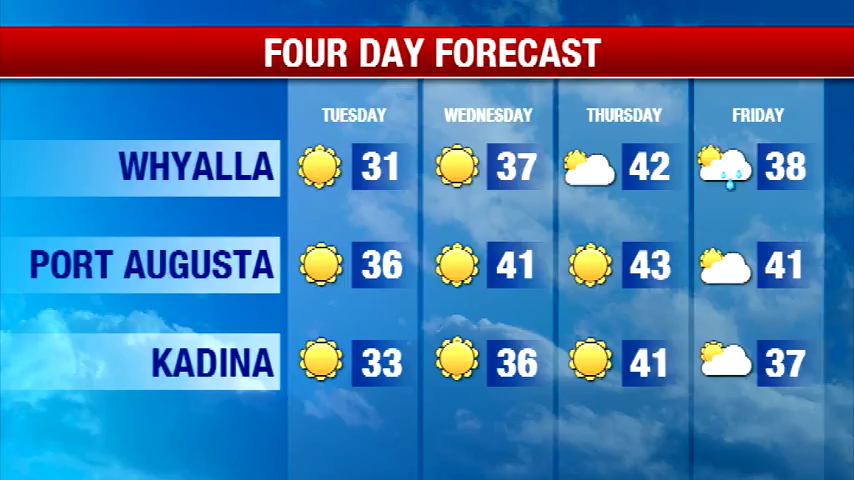 FOUR DAY FORECAST
TUESDAY WEDNESDAY THURSDAY FRIDAY
WHYALLA 31 37 42 38
PORT AUGUSTA 36 41 43 41
KADINA 33 36 41 37